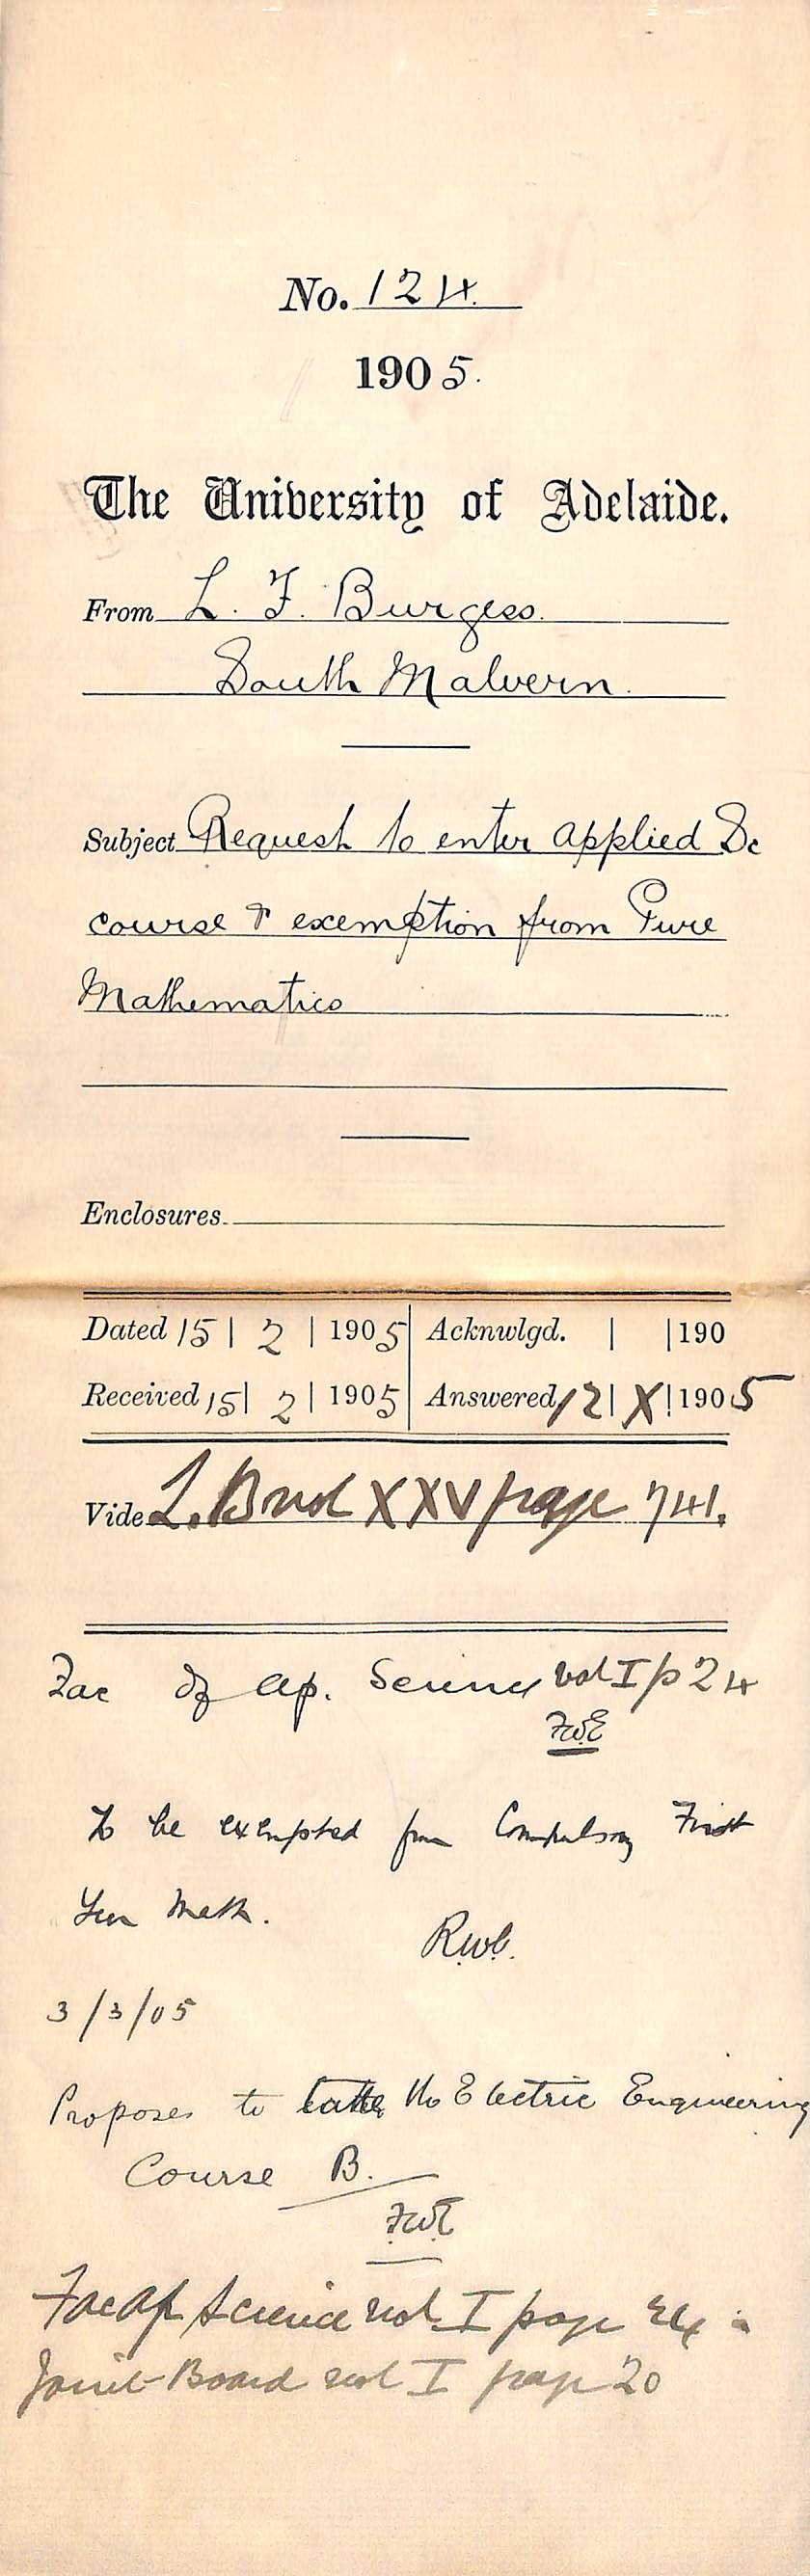 No. 124.
1905.
The University of Adelaide.
From L. F. Burgess.
South Malvern.
Subject Request to enter Applied Sc
course & exemption from Pure
Mathematics
Enclosures
Dated 15 | 2 | 1905 Acknwlgd. | | 190
Received 15 | 2 | 1905 Answered 12 | X | 1905
Vide L.B vol XXV page 741.
Fac of Ap. Science vol I p 24
FWE
To be exempted from Compulsory First
Year Math.
R.W.C.
3/3/05
Proposes to take the Electric Engineering
Course B.
FWE
Fac Ap Science vol I page 24
Joint Board vol I page 20